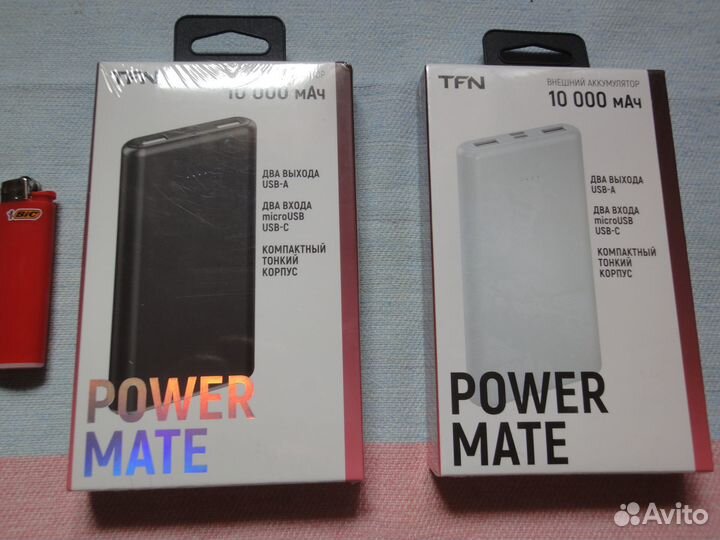 BiC
TFN
10 000 мАч
ДВА ВЫХОДА
USB-A
ДВА ВХОДА
microUSB
USB-C
КОМПАКТНЫЙ
ТОНКИЙ
КОРПУС
POWER
MATE
TFN
ВНЕШНИЙ АККУМУЛЯТОР
10 000 мАч
ДВА ВЫХОДА
USB-A
ДВА ВХОДА
microUSB
USB-C
КОМПАКТНЫЙ
ТОНКИЙ
КОРПУС
POWER
MATE
Avito